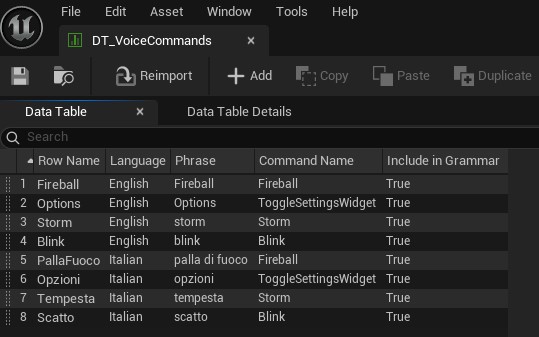 File Edit Asset Window Tools Help
DT_VoiceCommands
Reimport Add Copy Paste Duplicate
Data Table Data Table Details
Search
Row Name Language Phrase Command Name Include in Grammar
1 Fireball English Fireball Fireball True
2 Options English Options ToggleSettingsWidget True
3 Storm English storm Storm True
4 Blink English blink Blink True
5 PallaFuoco Italian palla di fuoco Fireball True
6 Opzioni Italian opzioni ToggleSettingsWidget True
7 Tempesta Italian tempesta Storm True
8 Scatto Italian scatto Blink True